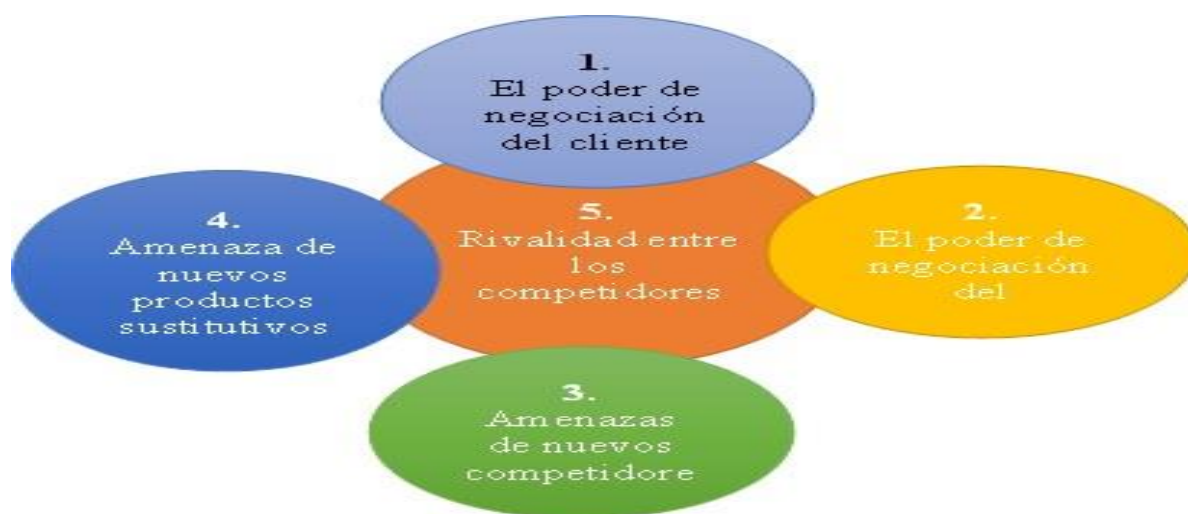 1.
El poder de
negociación
del cliente
4.
Amenaza de
nuevos
productos
sustitutivos
5.
Rivalidad entre
los
competidores
2.
El poder de
negociación
del
3.
Amenazas
de nuevos
competidore